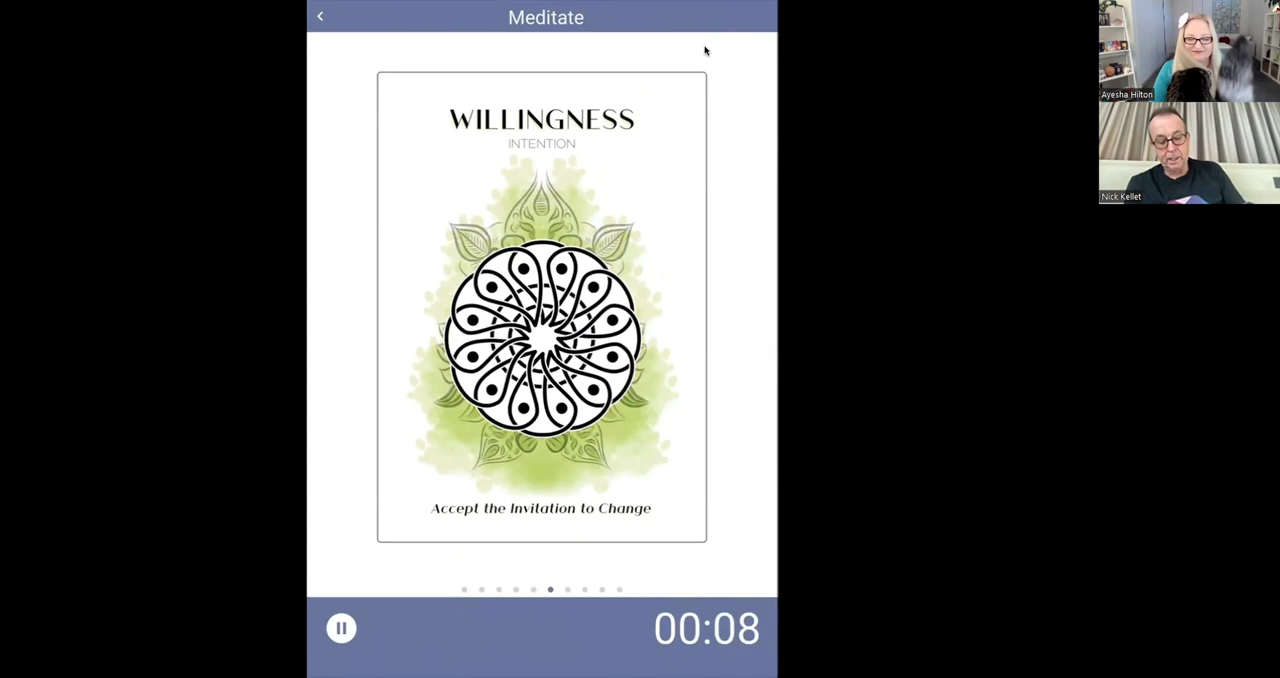 Meditate
WILLINGNESS
INTENTION
Accept the Invitation to Change
00:08
Ayesha Hilton
Nick Kellet